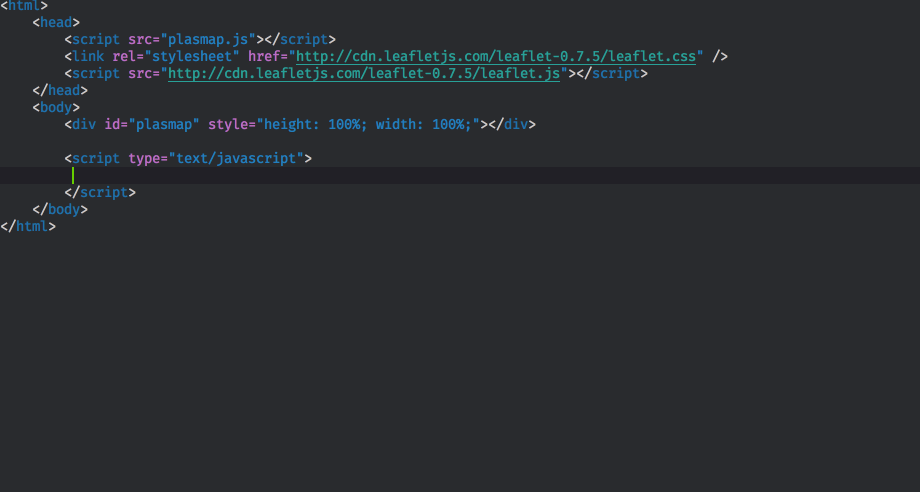 <html>
    <head>
        <script src="plasmap.js"></script>
        <link rel="stylesheet" href="http://cdn.leafletjs.com/leaflet-0.7.5/leaflet.css" />
        <script src="http://cdn.leafletjs.com/leaflet-0.7.5/leaflet.js"></script>
    </head>
    <body>
        <div id="plasmap" style="height: 100%; width: 100%;"></div>
        <script type="text/javascript">
        </script>
    </body>
</html>